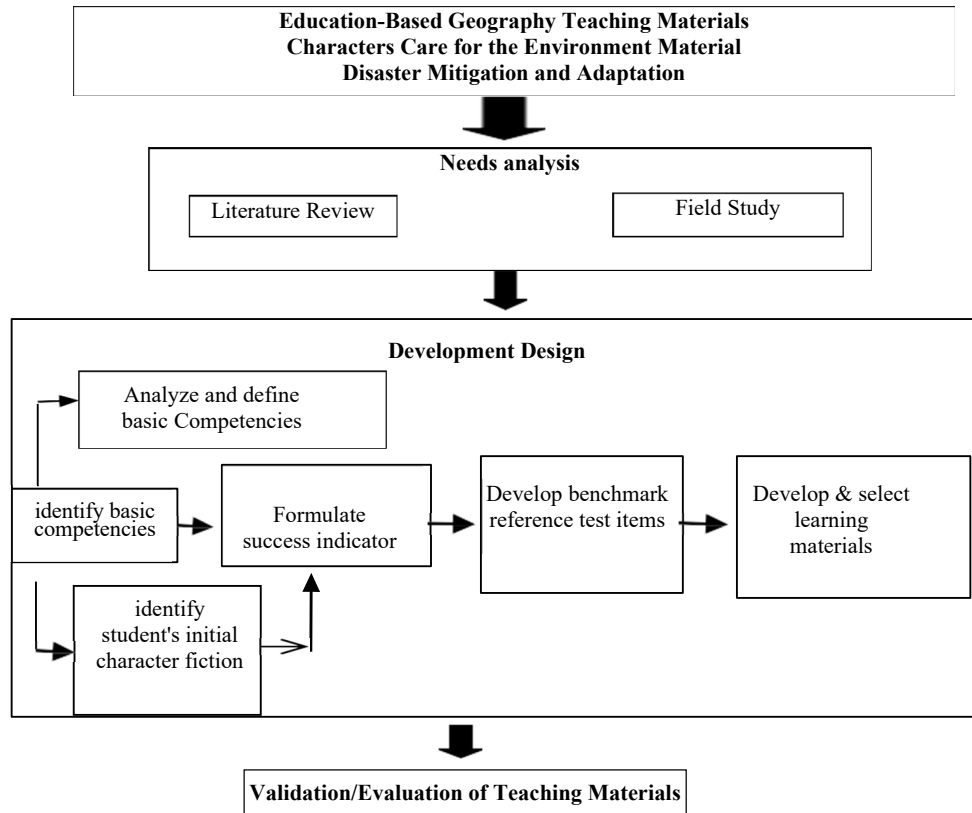 Education-Based Geography Teaching Materials
Characters Care for the Environment Material
Disaster Mitigation and Adaptation
Needs analysis
Literature Review
Field Study
Development Design
Analyze and define
basic Competencies
identify basic
competencies
Formulate
success indicator
Develop benchmark
reference test items
Develop & select
learning
materials
identify
student's initial
character fiction
Validation/Evaluation of Teaching Materials